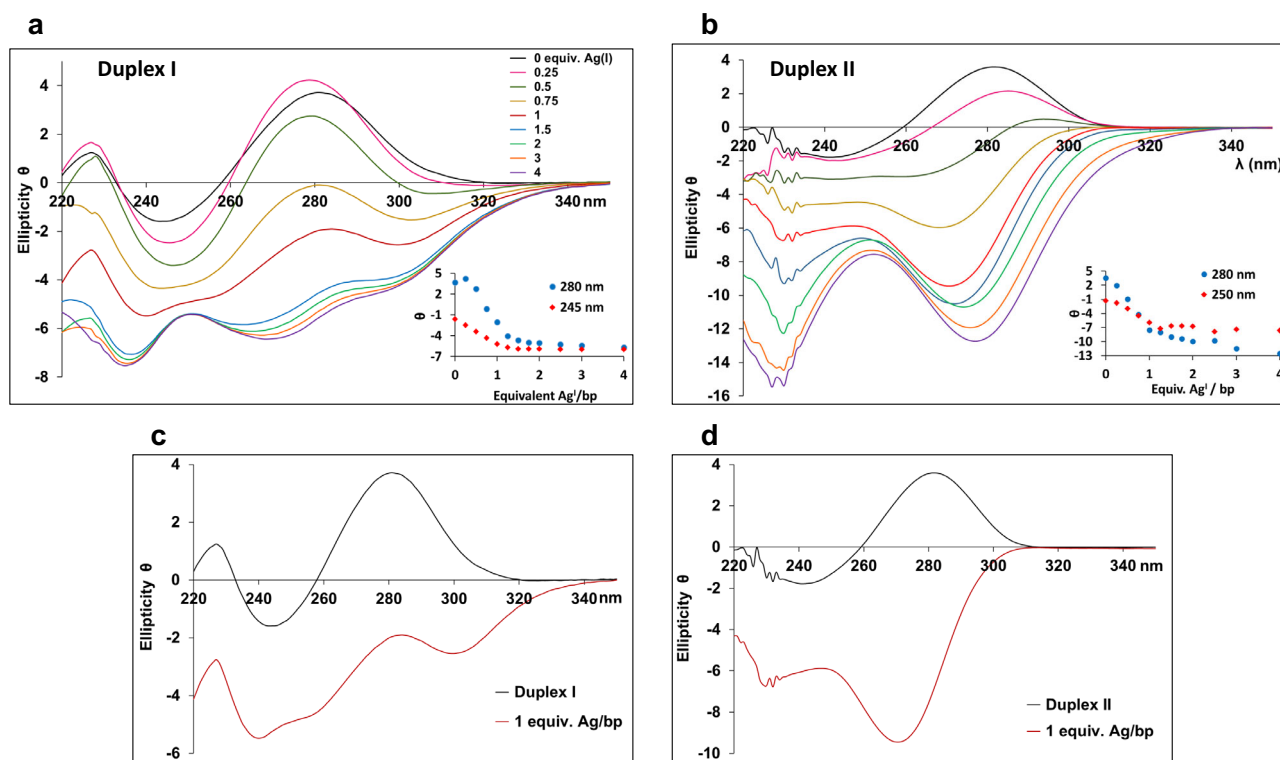 a
Duplex I
0 equiv. Ag(I)
0.25
0.5
0.75
1
1.5
2
3
4
Ellipticity θ
4
2
0
-2
-4
-6
-8
220 240 260 280 300 320 340 nm
θ
5
2
-1
-4
-7
280 nm
245 nm
0 1 2 3 4
Equivalent Agᴵ/bp
b
Duplex II
Ellipticity θ
4
2
0
-2
-4
-6
-8
-10
-12
-14
-16
220 240 260 280 300 320 340
λ (nm)
θ
5
2
-1
-4
-7
-10
-13
280 nm
250 nm
0 1 2 3 4
Equiv. Agᴵ / bp
c
Ellipticity θ
4
2
0
-2
-4
-6
220 240 260 280 300 320 340 nm
Duplex I
1 equiv. Ag/bp
d
Ellipticity θ
4
2
0
-2
-4
-6
-8
-10
220 240 260 280 300 320 340
Duplex II
1 equiv. Ag/bp